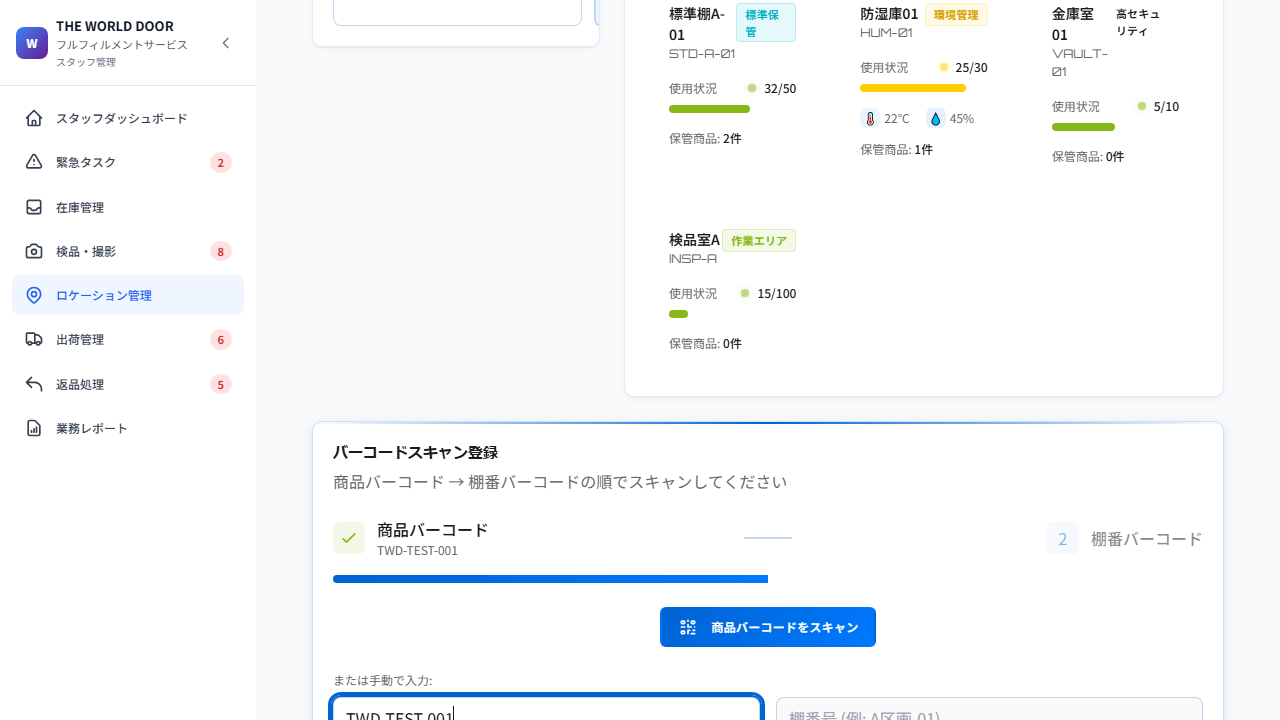 W
THE WORLD DOOR
フルフィルメントサービス
スタッフ管理
スタッフダッシュボード
緊急タスク
2
在庫管理
検品・撮影
8
ロケーション管理
出荷管理
6
返品処理
5
業務レポート
標準棚A-01
標準保管
STD-A-01
使用状況
32/50
保管商品: 2件
防湿庫01
環境管理
HUM-01
使用状況
25/30
22°C
45%
保管商品: 1件
金庫室01
高セキュリティ
VAULT-01
使用状況
5/10
保管商品: 0件
検品室A
作業エリア
INSP-A
使用状況
15/100
保管商品: 0件
バーコードスキャン登録
商品バーコード → 棚番バーコードの順でスキャンしてください
商品バーコード
TWD-TEST-001
2
棚番バーコード
商品バーコードをスキャン
または手動で入力:
TWD-TEST-001
棚番号 (例: A区画-01)